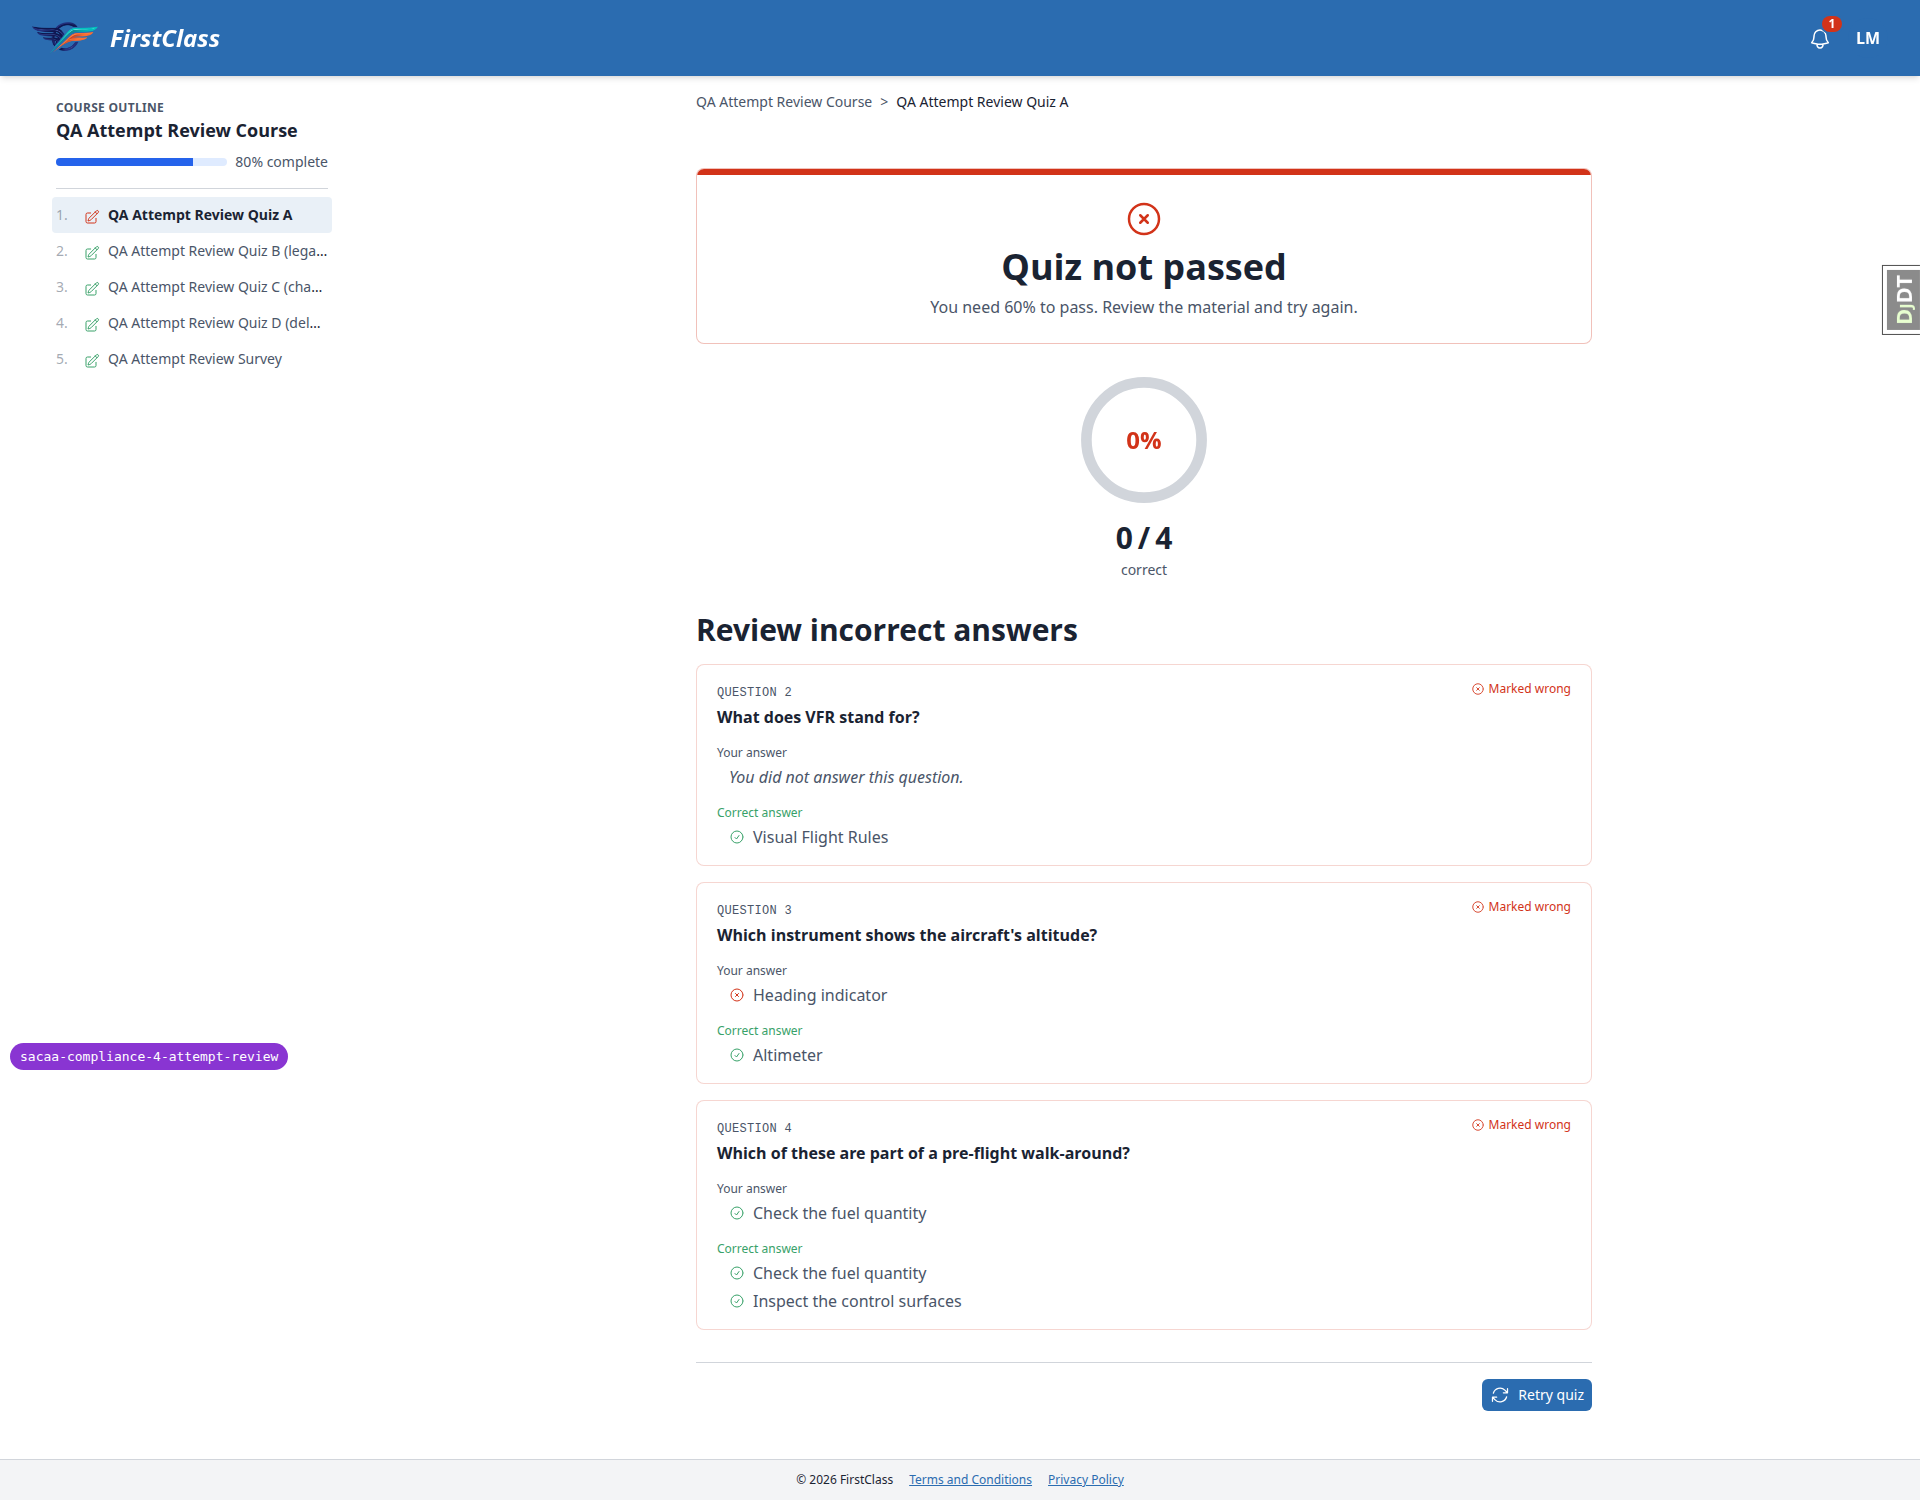 FirstClass
1
LM
COURSE OUTLINE
QA Attempt Review Course
80% complete
1. QA Attempt Review Quiz A
2. QA Attempt Review Quiz B (lega...
3. QA Attempt Review Quiz C (cha...
4. QA Attempt Review Quiz D (del...
5. QA Attempt Review Survey
QA Attempt Review Course > QA Attempt Review Quiz A
Quiz not passed
You need 60% to pass. Review the material and try again.
0%
0 / 4
correct
Review incorrect answers
QUESTION 2
Marked wrong
What does VFR stand for?
Your answer
You did not answer this question.
Correct answer
Visual Flight Rules
QUESTION 3
Marked wrong
Which instrument shows the aircraft's altitude?
Your answer
Heading indicator
Correct answer
Altimeter
QUESTION 4
Marked wrong
Which of these are part of a pre-flight walk-around?
Your answer
Check the fuel quantity
Correct answer
Check the fuel quantity
Inspect the control surfaces
Retry quiz
DjDT
sacaa-compliance-4-attempt-review
© 2026 FirstClass Terms and Conditions Privacy Policy